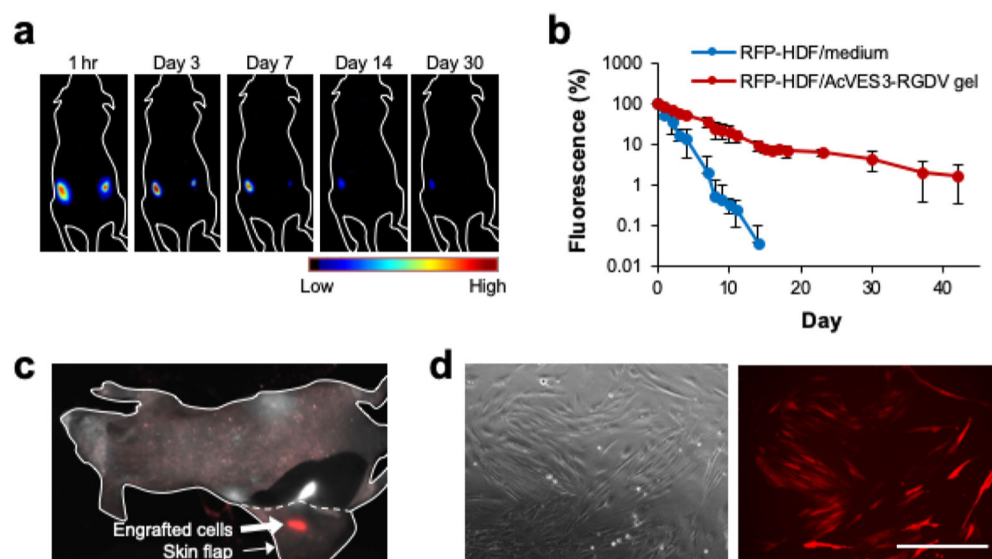 a
1 hr Day 3 Day 7 Day 14 Day 30
Low High
b
RFP-HDF/medium
RFP-HDF/AcVES3-RGDV gel
Fluorescence (%)
1000
100
10
1
0.1
0.01
0 10 20 30 40
Day
c
Engrafted cells
Skin flap
d